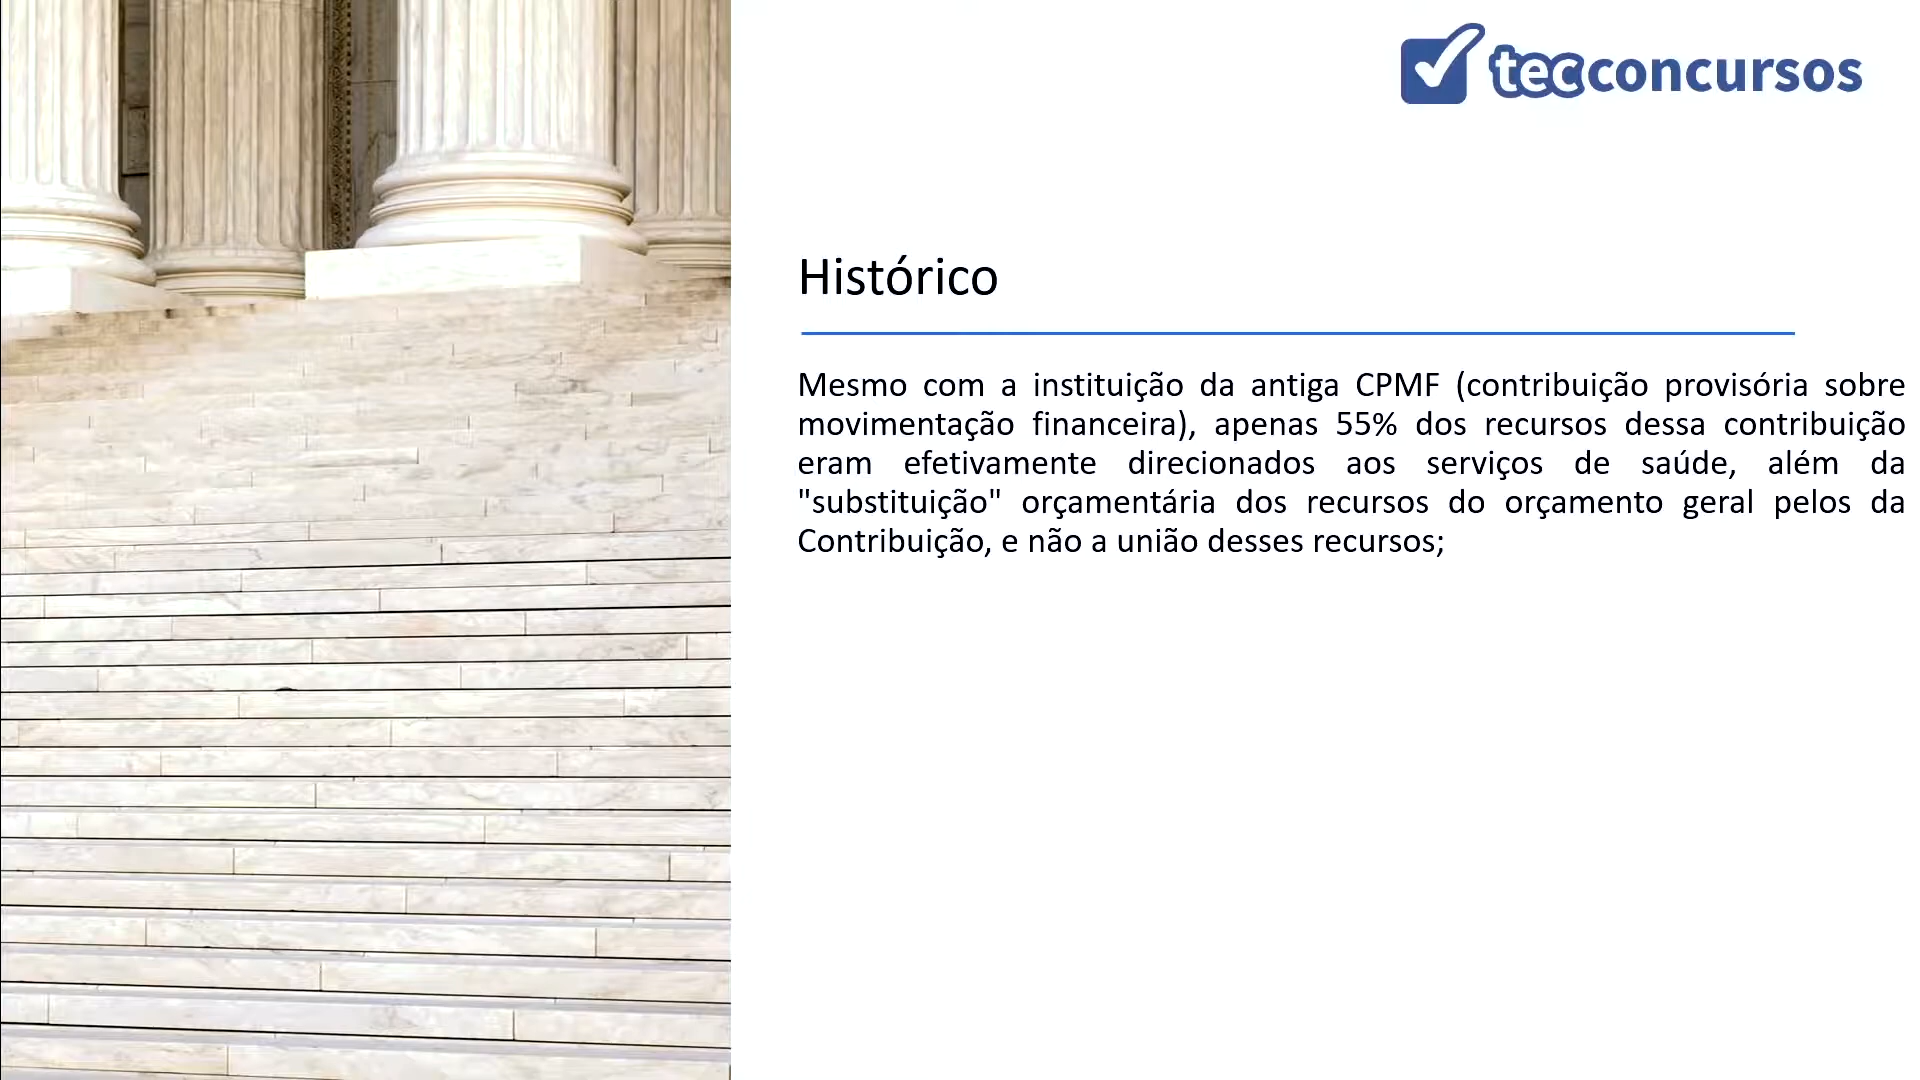 tecconcursos
Histórico
Mesmo com a instituição da antiga CPMF (contribuição provisória sobre
movimentação financeira), apenas 55% dos recursos dessa contribuição
eram efetivamente direcionados aos serviços de saúde, além da
"substituição" orçamentária dos recursos do orçamento geral pelos da
Contribuição, e não a união desses recursos;